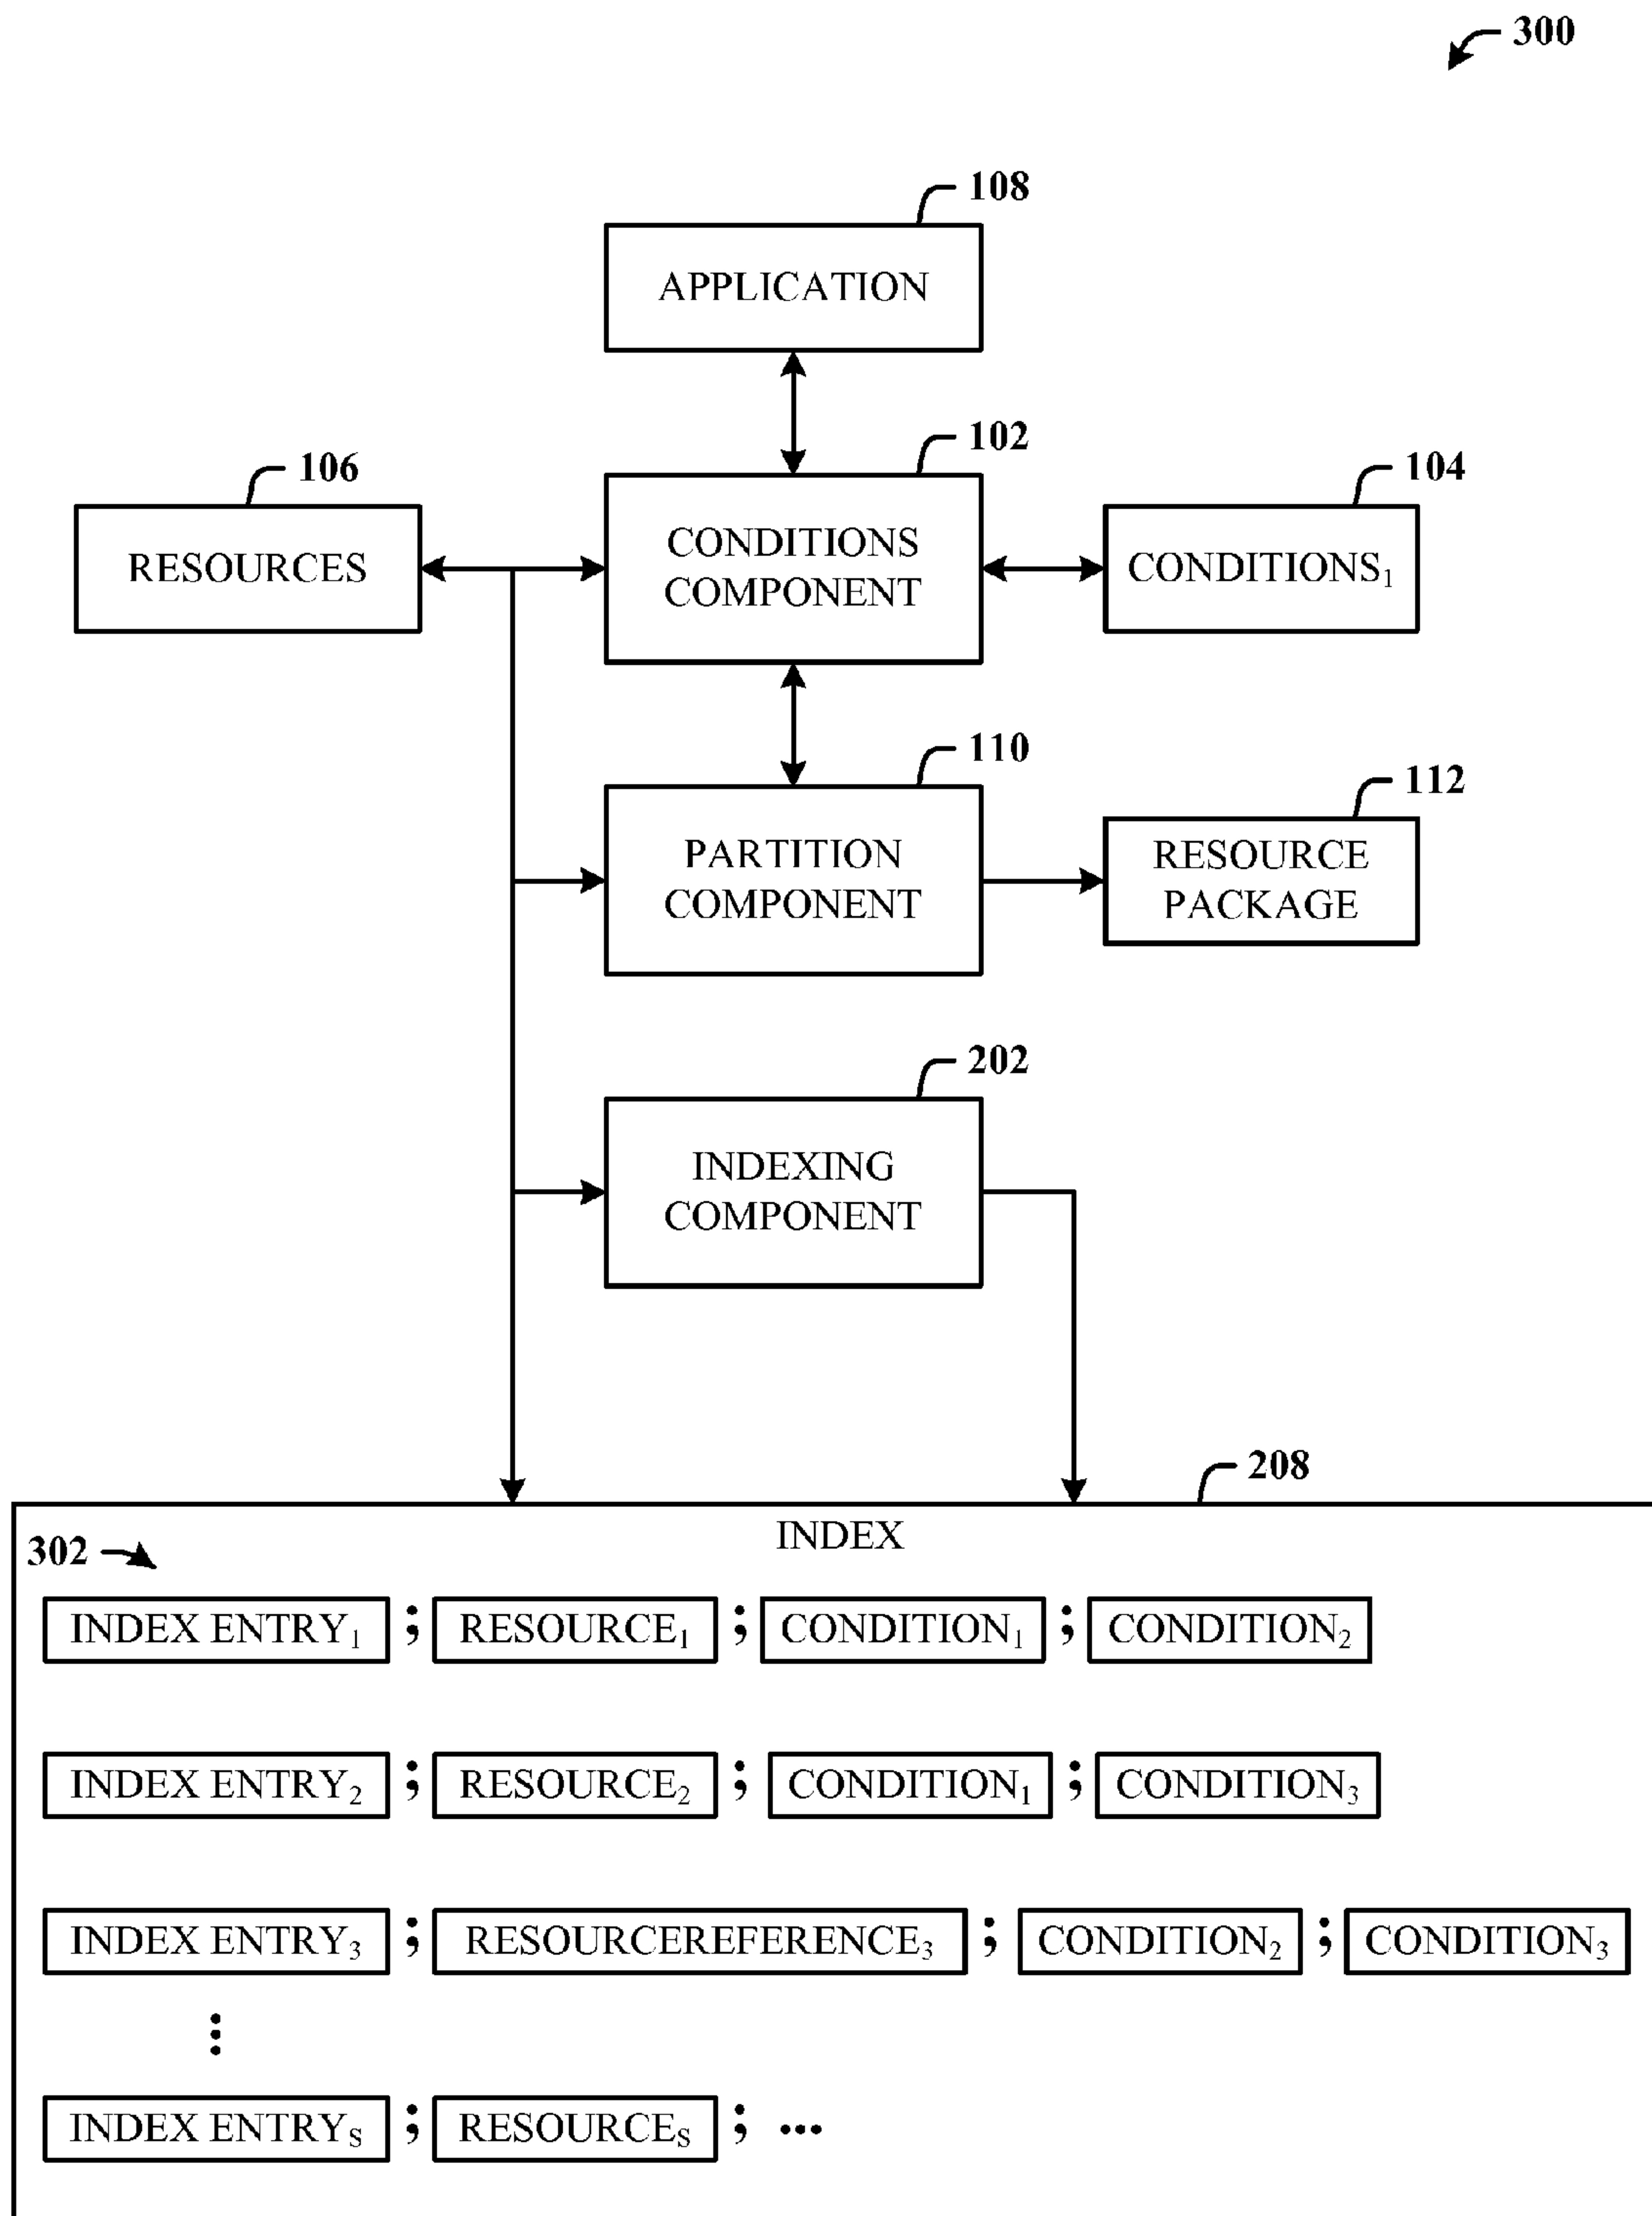 300
108
APPLICATION
102
106
104
CONDITIONS
COMPONENT
RESOURCES
CONDITIONS₁
110
112
PARTITION
COMPONENT
RESOURCE
PACKAGE
202
INDEXING
COMPONENT
208
INDEX
302
INDEX ENTRY₁ ; RESOURCE₁ ; CONDITION₁ ; CONDITION₂
INDEX ENTRY₂ ; RESOURCE₂ ; CONDITION₁ ; CONDITION₃
INDEX ENTRY₃ ; RESOURCEREFERENCE₃ ; CONDITION₂ ; CONDITION₃
⋮
INDEX ENTRYS ; RESOURCES ; •••